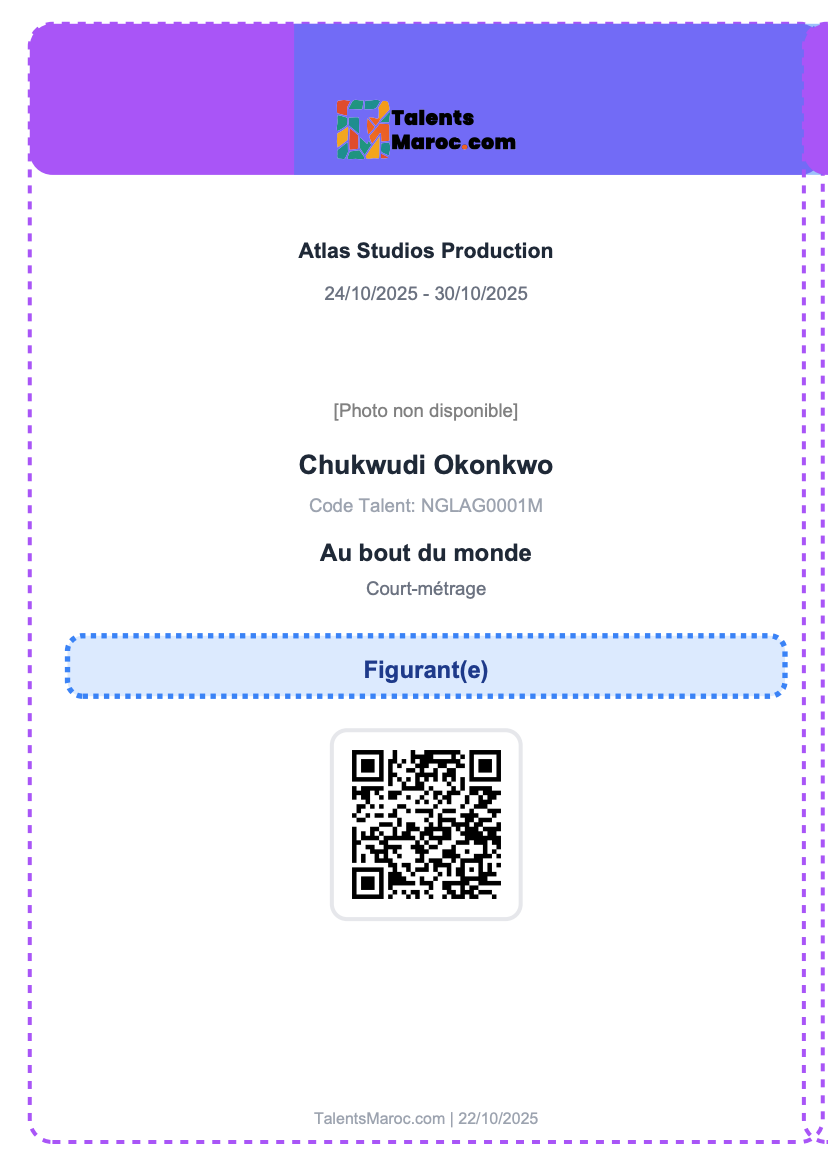 Talents
Maroc.com
Atlas Studios Production
24/10/2025 - 30/10/2025
[Photo non disponible]
Chukwudi Okonkwo
Code Talent: NGLAG0001M
Au bout du monde
Court-métrage
Figurant(e)
TalentsMaroc.com | 22/10/2025